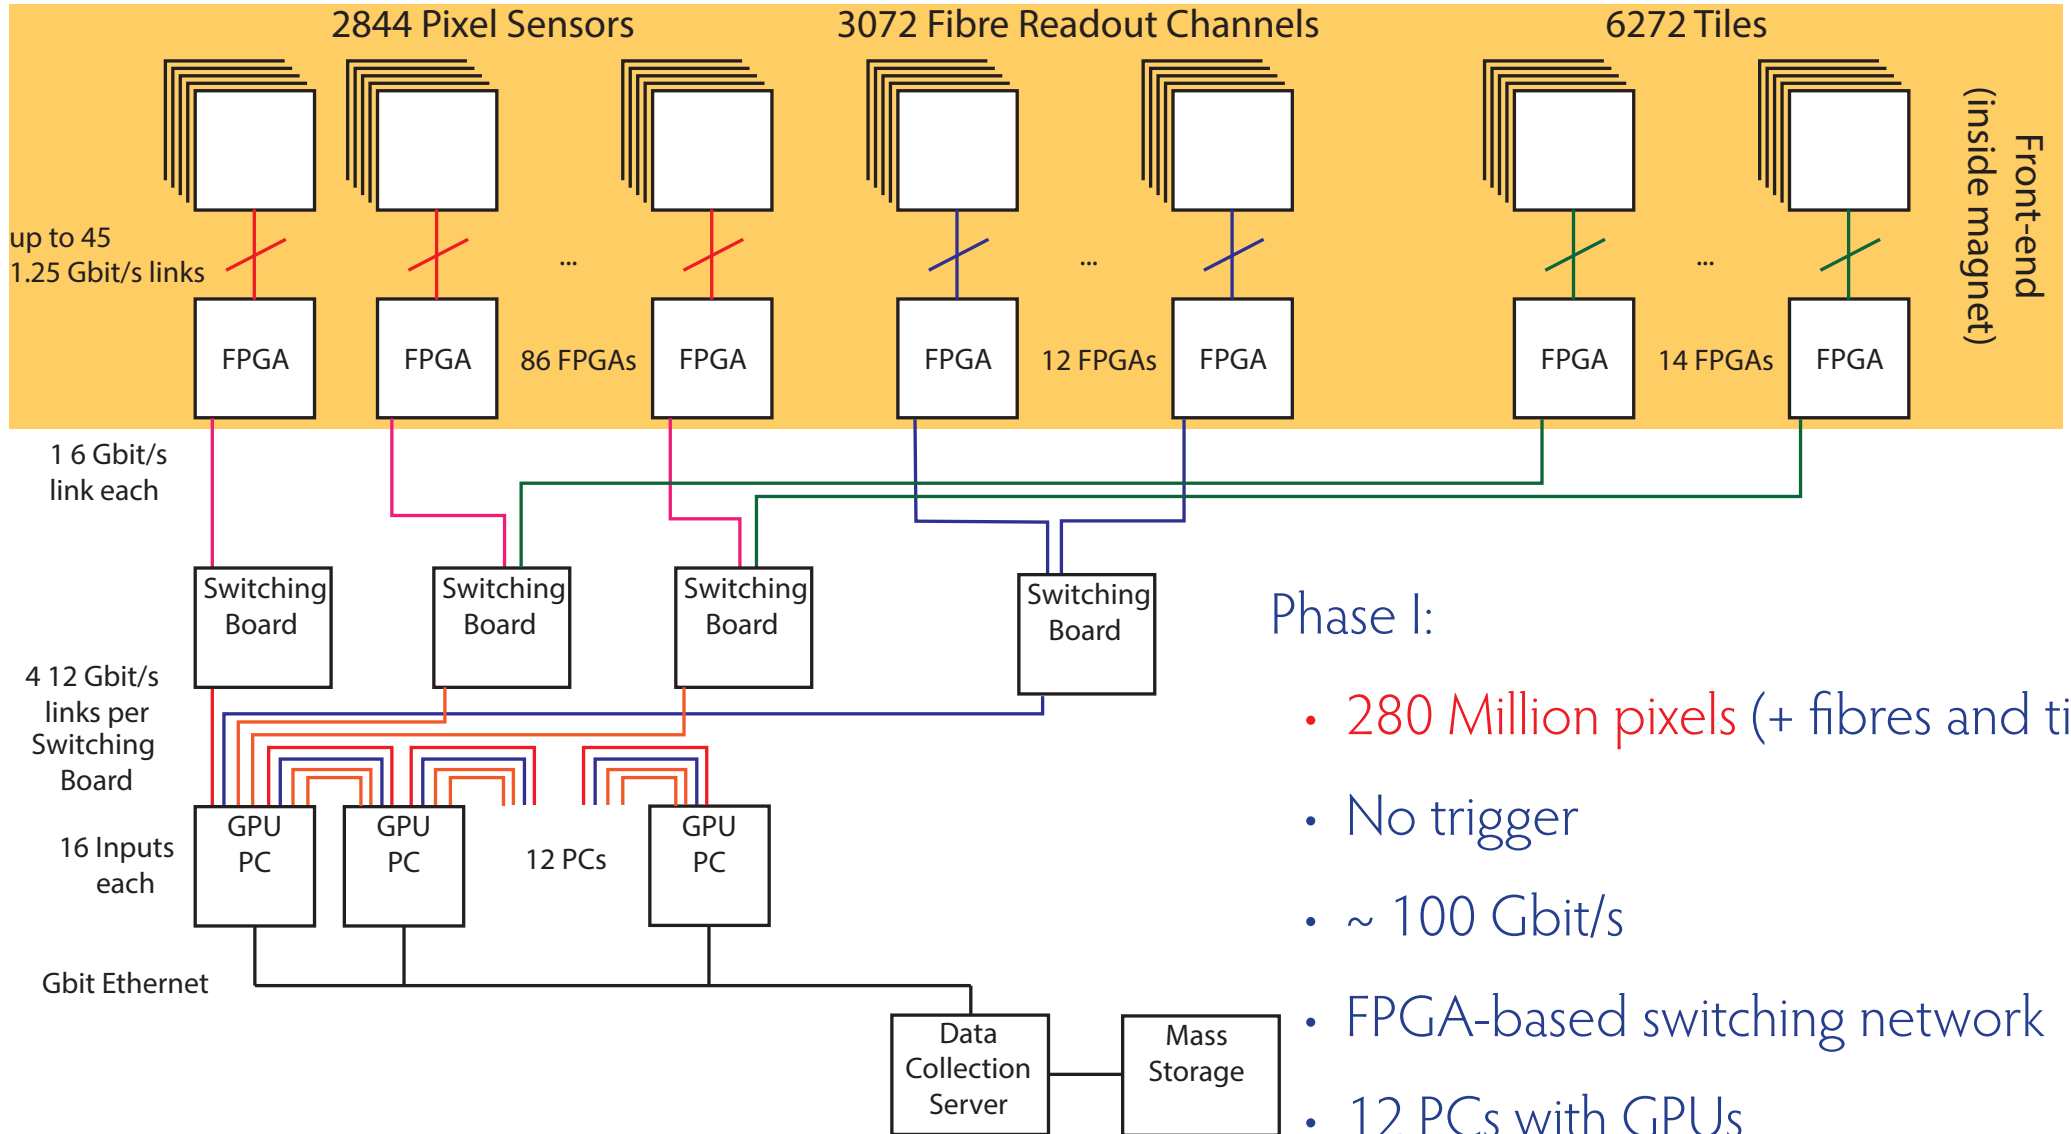 2844 Pixel Sensors
3072 Fibre Readout Channels
6272 Tiles
Front-end
(inside magnet)
up to 45
1.25 Gbit/s links
...
...
...
FPGA
FPGA
86 FPGAs
FPGA
FPGA
12 FPGAs
FPGA
FPGA
14 FPGAs
FPGA
1 6 Gbit/s
link each
Switching
Board
Switching
Board
Switching
Board
Switching
Board
4 12 Gbit/s
links per
Switching
Board
16 Inputs
each
GPU
PC
GPU
PC
12 PCs
GPU
PC
Gbit Ethernet
Data
Collection
Server
Mass
Storage
Phase I:
• 280 Million pixels (+ fibres and ti
• No trigger
• ~ 100 Gbit/s
• FPGA-based switching network
• 12 PCs with GPUs